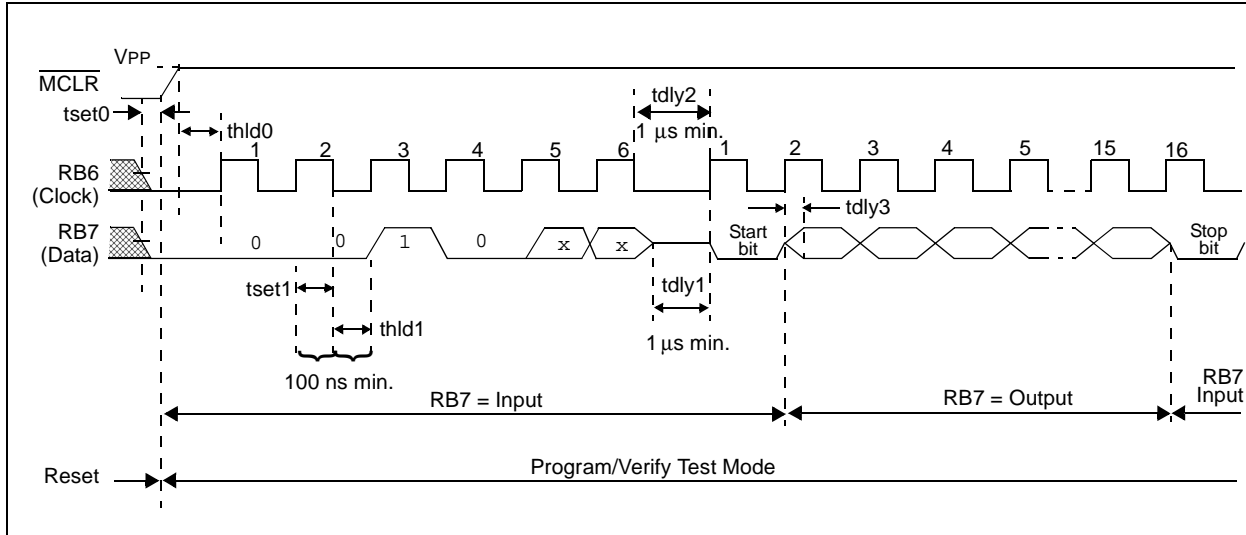 VPP
MCLR
tset0
thld0
tdly2
1 μs min.
RB6
(Clock)
1 2 3 4 5 6 1 2 3 4 5 15 16
tdly3
RB7
(Data)
0 0 1 0 x x
Start
bit
Stop
bit
tset1
tdly1
thld1
1 μs min.
100 ns min.
RB7 = Input
RB7 = Output
RB7
Input
Reset
Program/Verify Test Mode